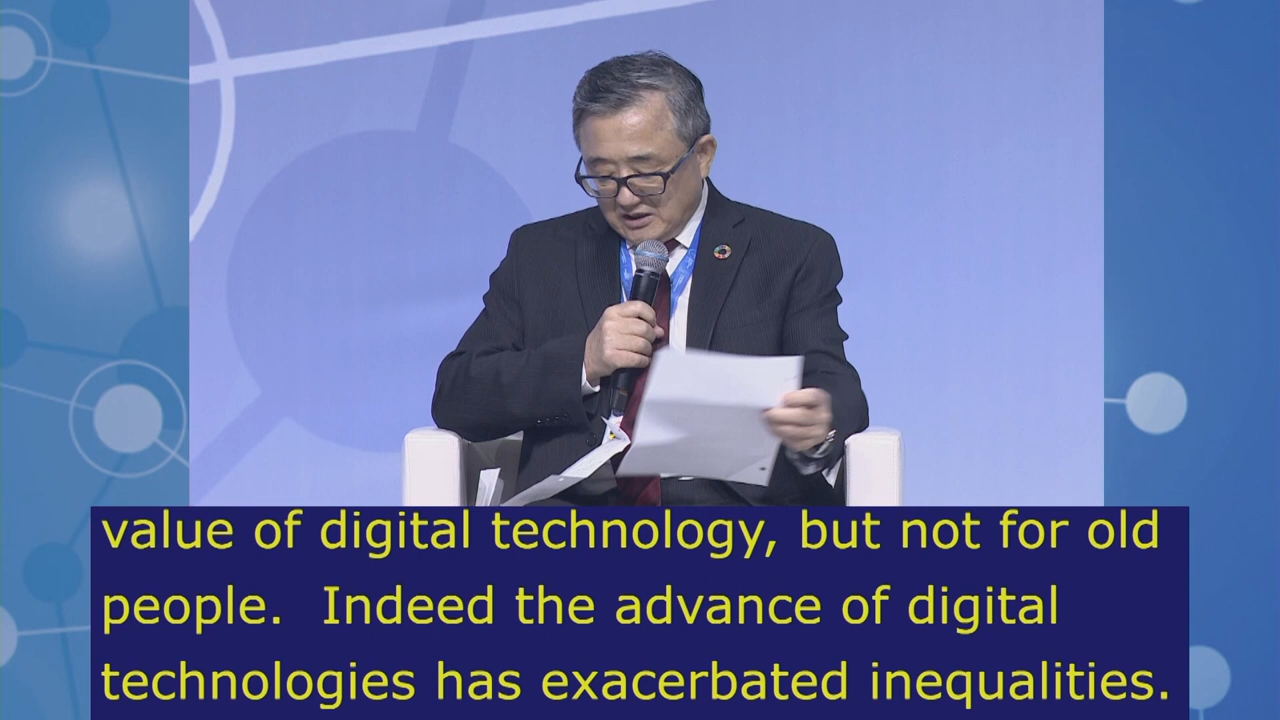 value of digital technology, but not for old
people.  Indeed the advance of digital
technologies has exacerbated inequalities.